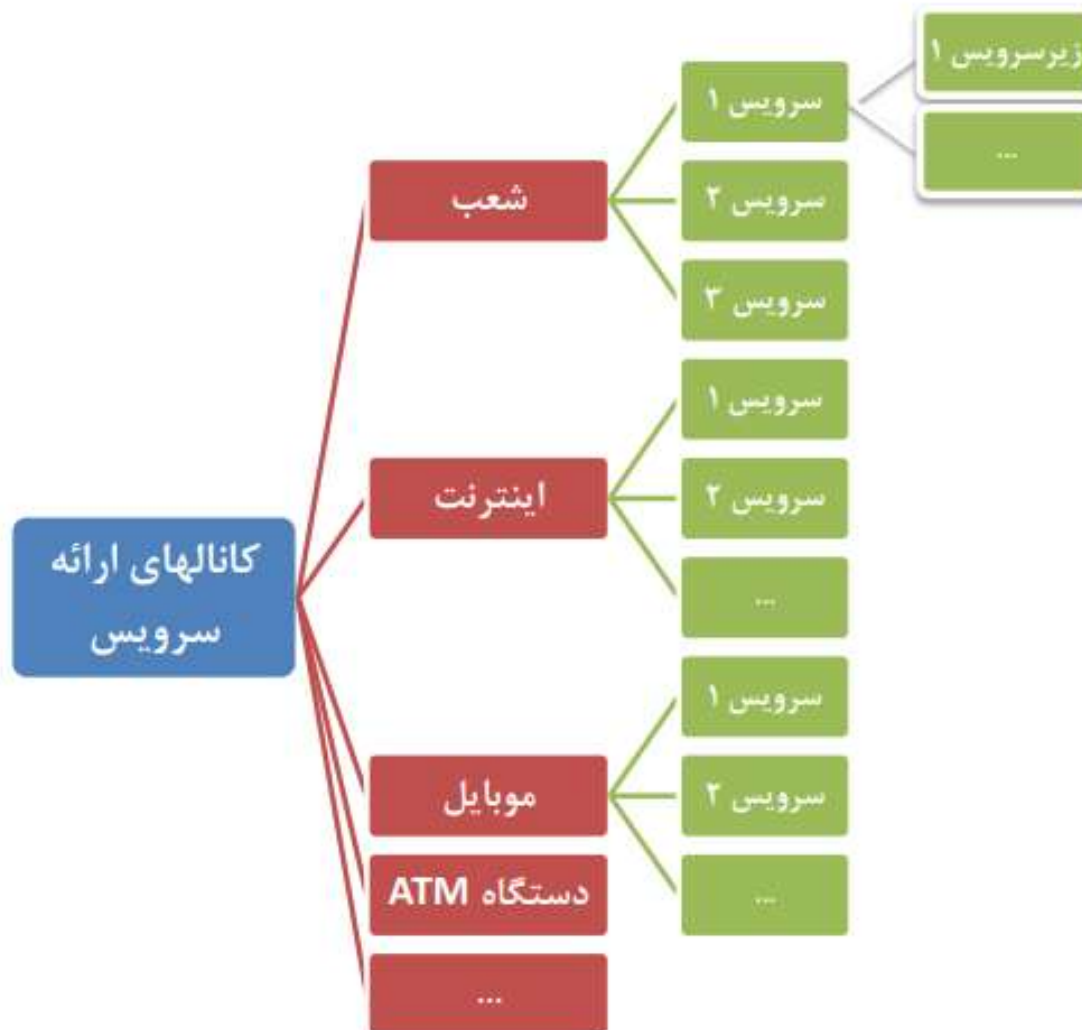 کانالهای ارائه
سرویس
شعب
سرویس ۱
زیرسرویس ۱
...
سرویس ۲
سرویس ۳
اینترنت
سرویس ۱
سرویس ۲
...
موبایل
سرویس ۱
سرویس ۲
...
دستگاه ATM
...